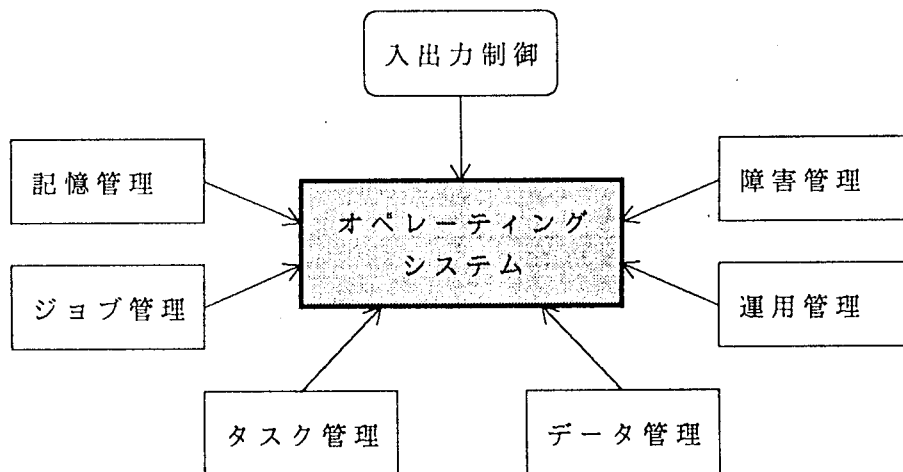 入出力制御
記憶管理
障害管理
オペレーティング
システム
ジョブ管理
運用管理
タスク管理
データ管理